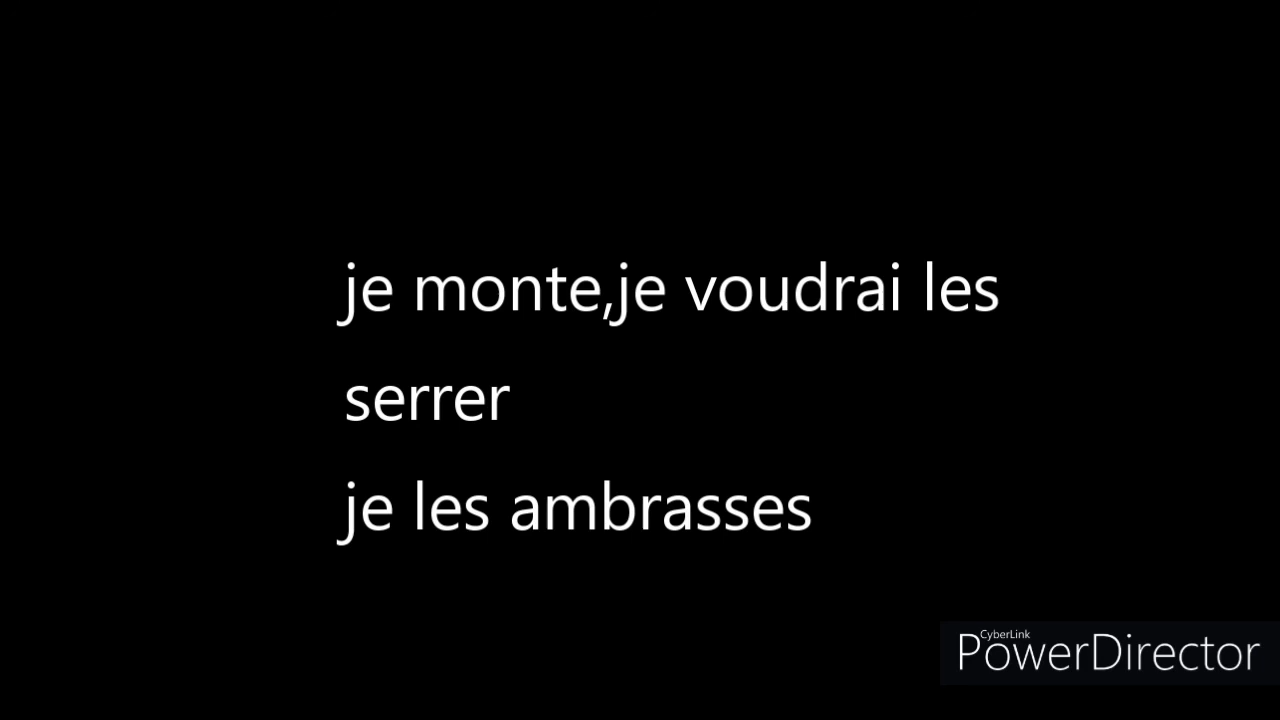 je monte,je voudrai les
serrer
je les ambrasses
CyberLink
PowerDirector